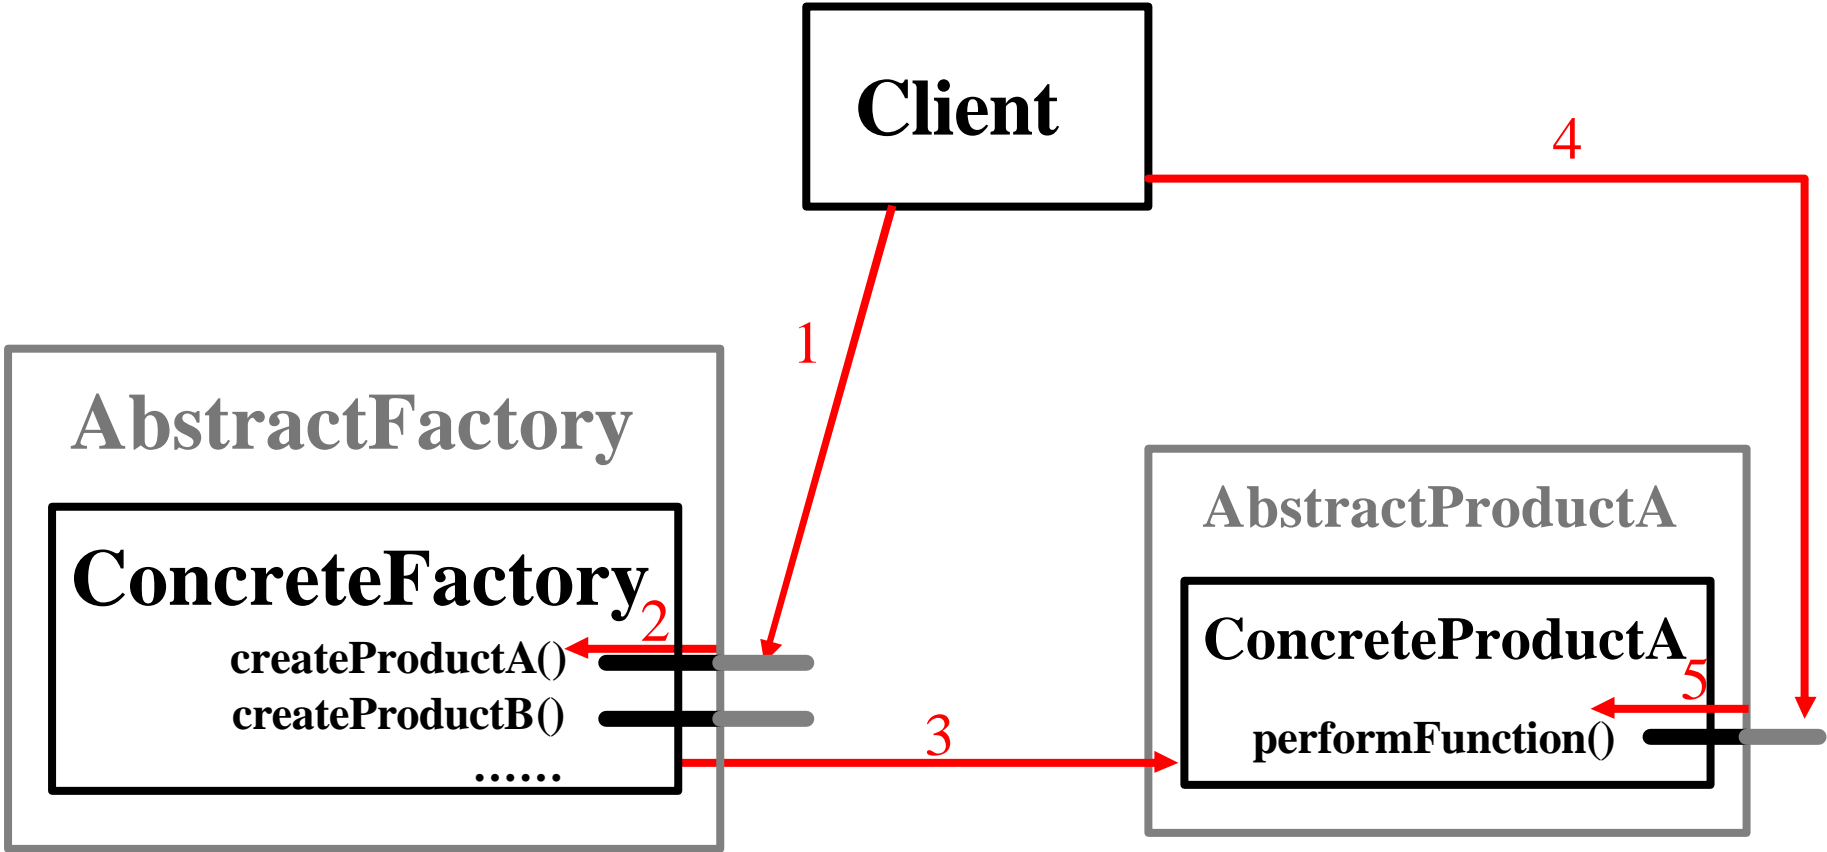 Client
4
1
AbstractFactory
AbstractProductA
ConcreteFactory
2
createProductA()
ConcreteProductA
5
createProductB()
3
performFunction()
......